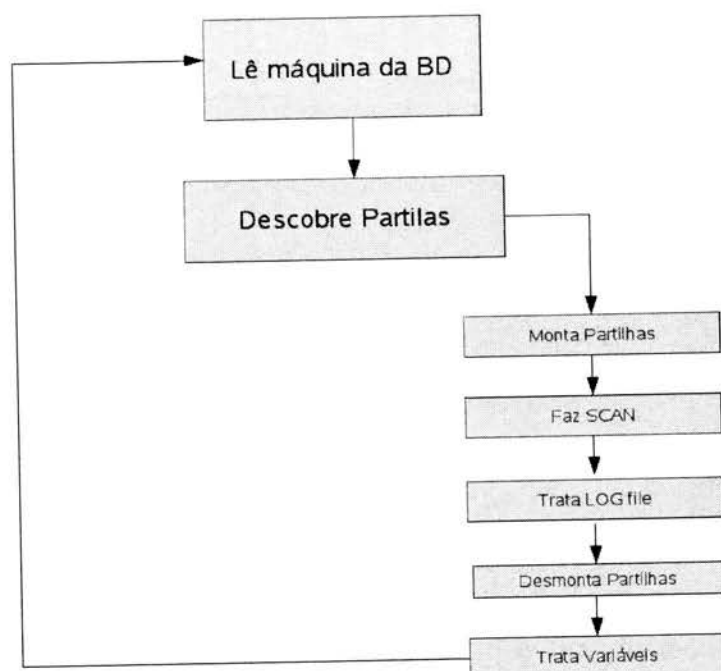 Lê máquina da BD
Descobre Partilas
Monta Partilhas
Faz SCAN
Trata LOG file
Desmonta Partilhas
Trata Variáveis